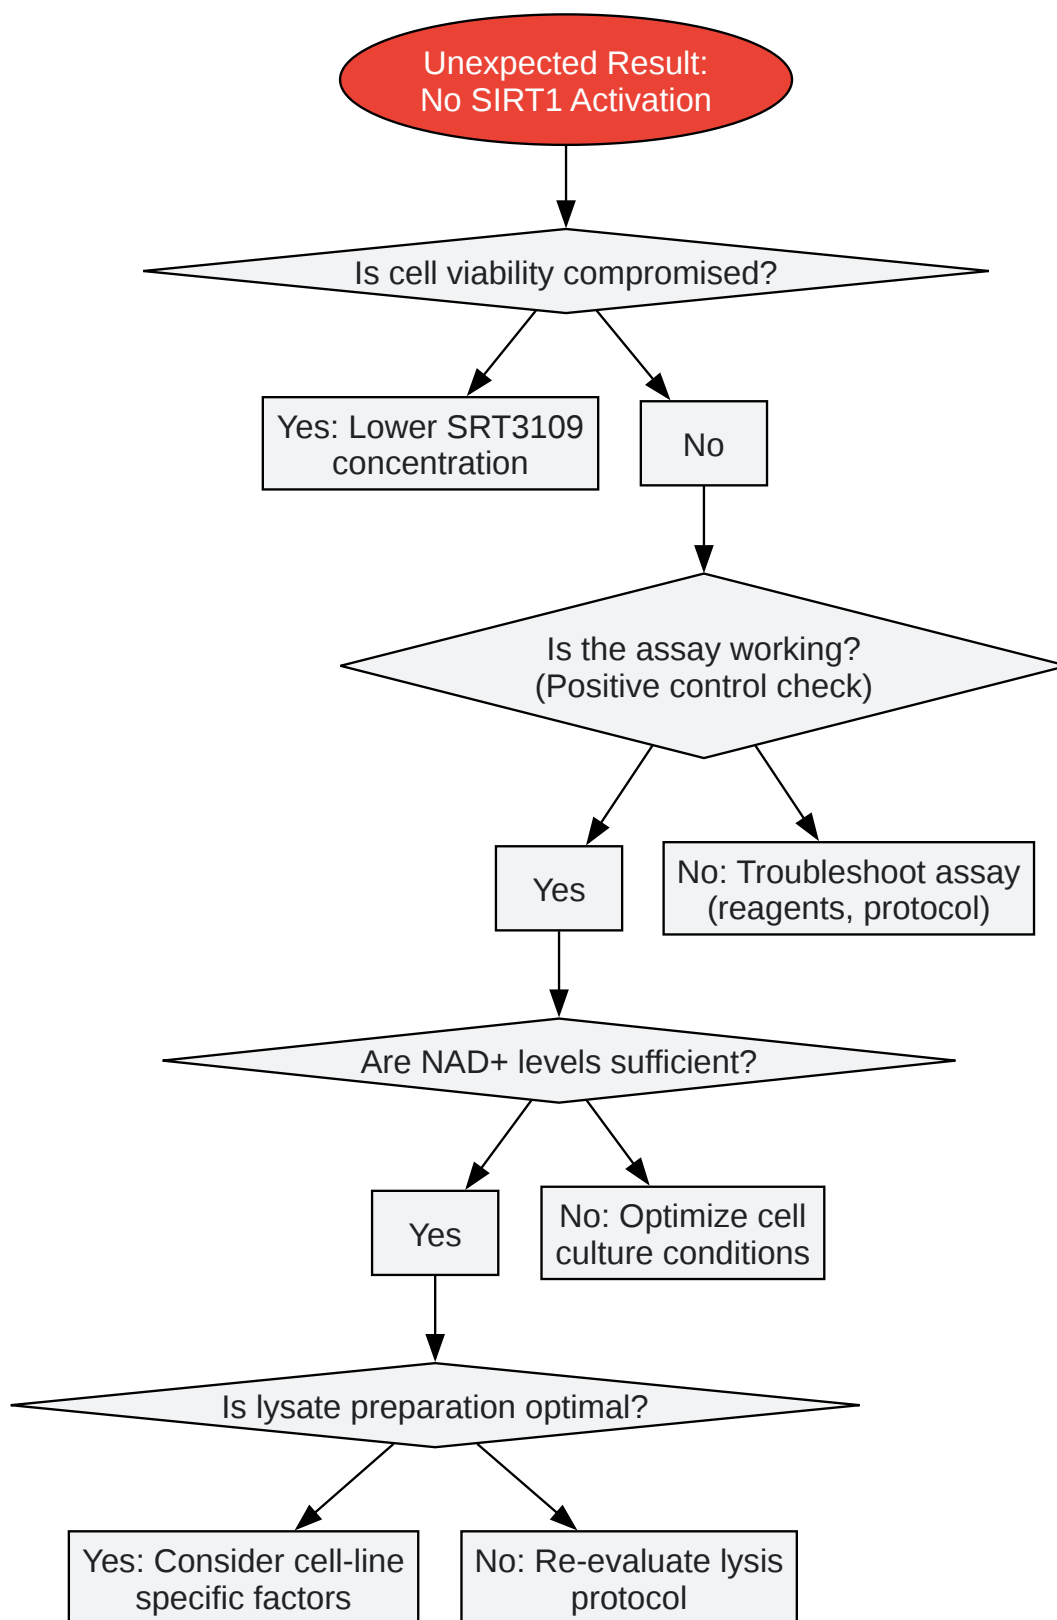 Unexpected Result:
No SIRT1 Activation
Is cell viability compromised?
Yes: Lower SRT3109
concentration
No
Is the assay working?
(Positive control check)
Yes
No: Troubleshoot assay
(reagents, protocol)
Are NAD+ levels sufficient?
Yes
No: Optimize cell
culture conditions
Is lysate preparation optimal?
Yes: Consider cell-line
specific factors
No: Re-evaluate lysis
protocol